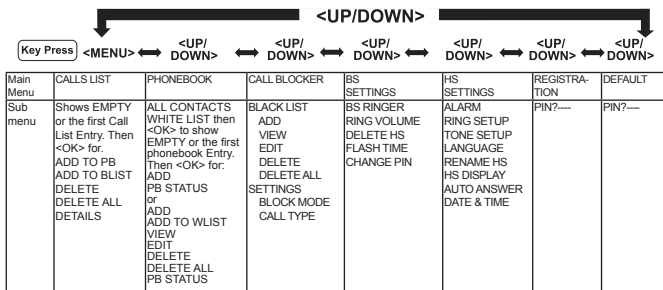 <UP/DOWN>
Key Press <MENU> <UP/ DOWN> <UP/ DOWN> <UP/ DOWN> <UP/ DOWN> <UP/ DOWN> <UP/ DOWN>
Main Menu
CALLS LIST
PHONEBOOK
CALL BLOCKER
BS SETTINGS
HS SETTINGS
REGISTRA-
TION
DEFAULT
Sub menu
Shows EMPTY
or the first Call
List Entry. Then
<OK> for.
ADD TO PB
ADD TO BLIST
DELETE
DELETE ALL
DETAILS
ALL CONTACTS
WHITE LIST then
<OK> to show
EMPTY or the first
phonebook Entry.
Then <OK> for:
ADD
PB STATUS
or
ADD
ADD TO WLIST
VIEW
EDIT
DELETE
DELETE ALL
PB STATUS
BLACK LIST
ADD
VIEW
EDIT
DELETE
DELETE ALL
SETTINGS
BLOCK MODE
CALL TYPE
BS RINGER
RING VOLUME
DELETE HS
FLASH TIME
CHANGE PIN
ALARM
RING SETUP
TONE SETUP
LANGUAGE
RENAME HS
HS DISPLAY
AUTO ANSWER
DATE & TIME
PIN?----
PIN?----